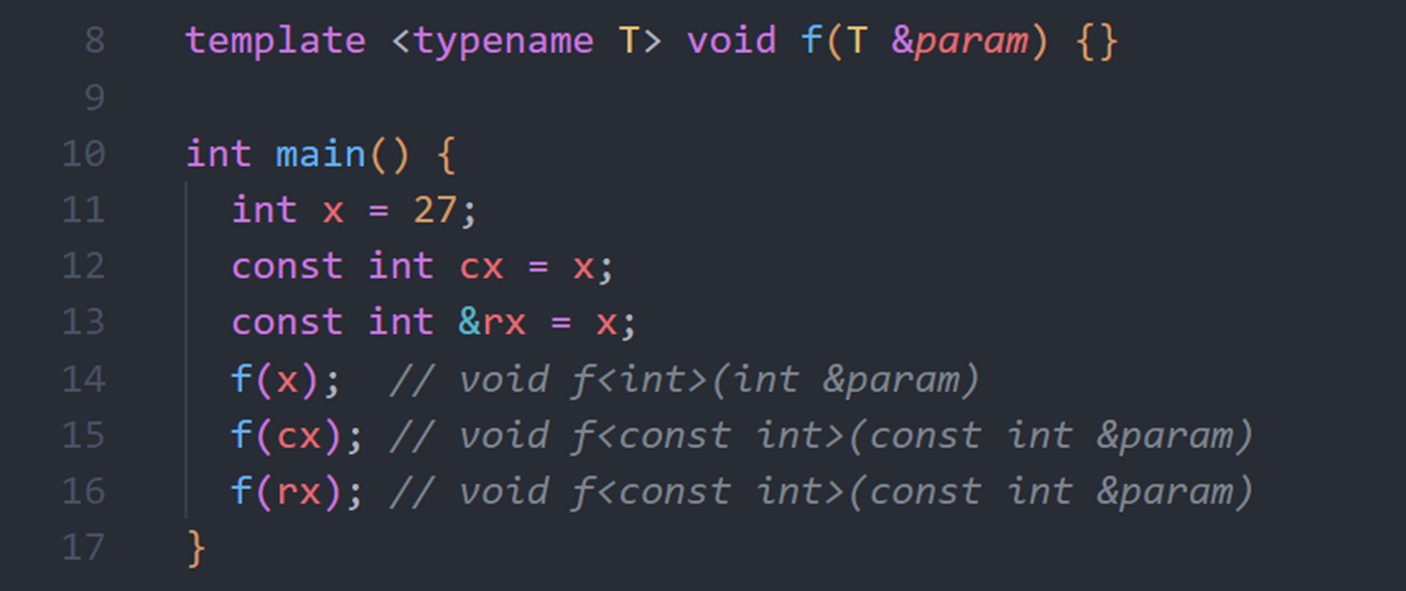 8 template <typename T> void f(T &param) {}
9
10 int main() {
11 int x = 27;
12 const int cx = x;
13 const int &rx = x;
14 f(x); // void f<int>(int &param)
15 f(cx); // void f<const int>(const int &param)
16 f(rx); // void f<const int>(const int &param)
17 }